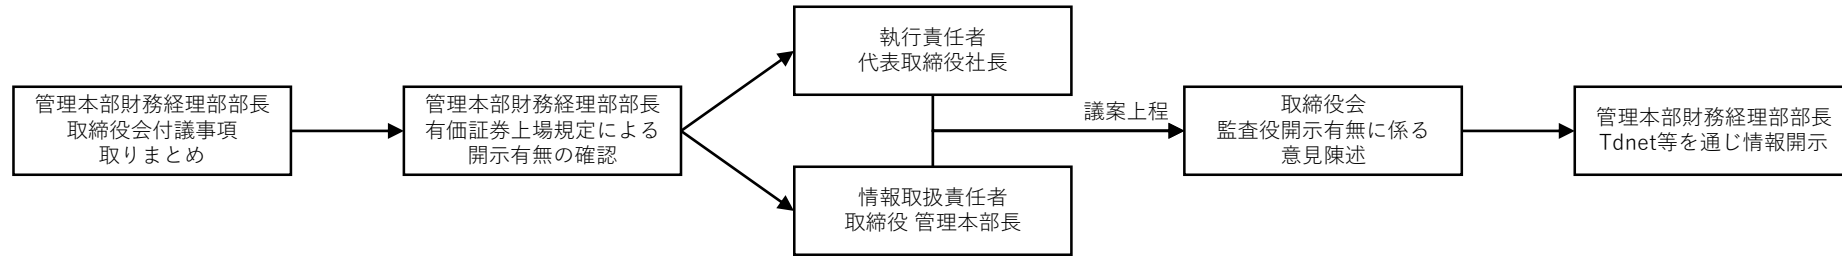 管理本部財務経理部部長
取締役会付議事項
取りまとめ
管理本部財務経理部部長
有価証券上場規定による
開示有無の確認
執行責任者
代表取締役社長
情報取扱責任者
取締役 管理本部長
議案上程
取締役会
監査役開示有無に係る
意見陳述
管理本部財務経理部部長
Tdnet等を通じ情報開示